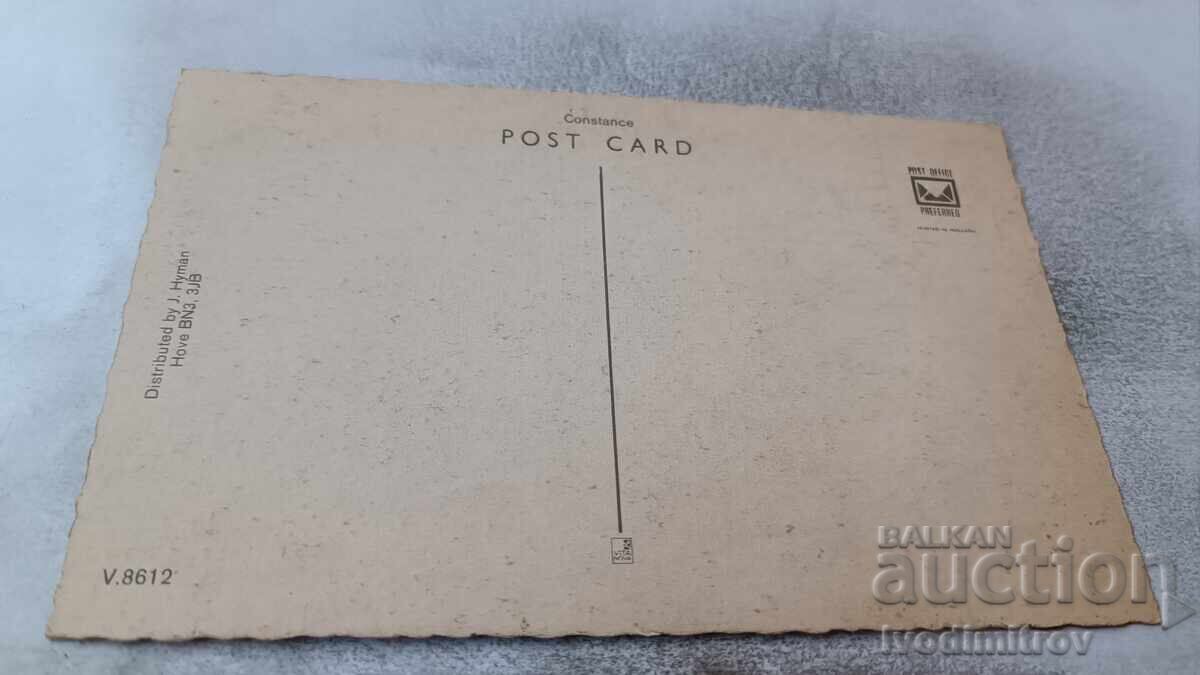 Constance
POST CARD
POST OFFICE
PREFERRED
Distributed by J. Hyman
Hove BN3, 3JB
V.8612
BALKAN
auction
Ivodimitrov